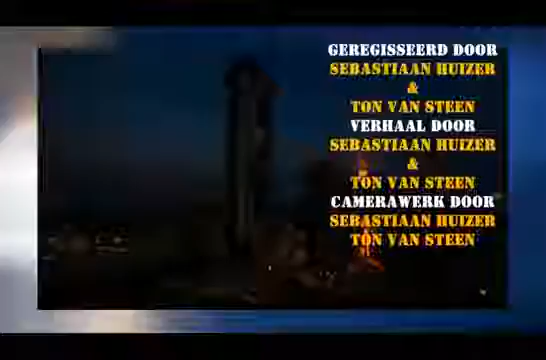 GEREGISSEERD DOOR
SEBASTIAAN HUIZER
&
TON VAN STEEN
VERHAAL DOOR
SEBASTIAAN HUIZER
&
TON VAN STEEN
CAMERAWERK DOOR
SEBASTIAAN HUIZER
TON VAN STEEN